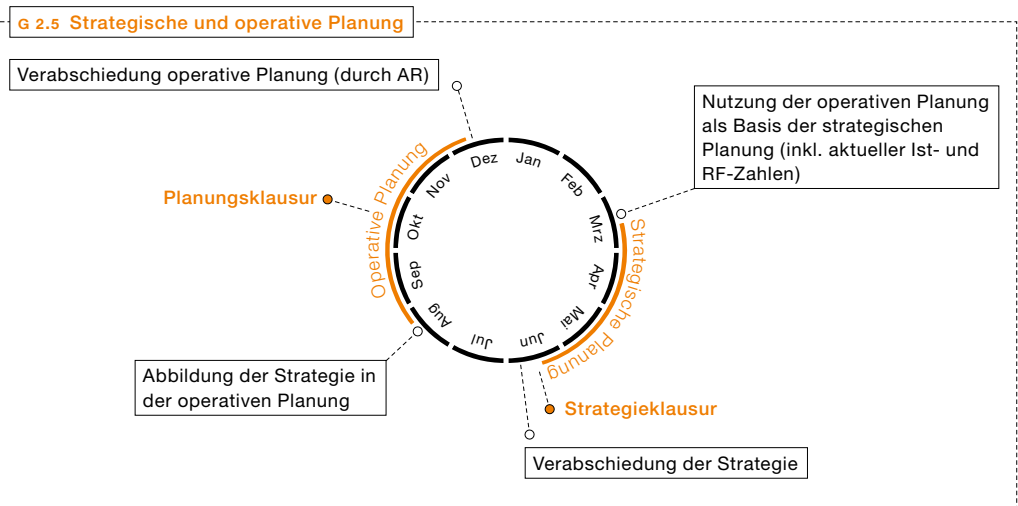 G 2.5 Strategische und operative Planung
Verabschiedung operative Planung (durch AR)
Nutzung der operativen Planung
als Basis der strategischen
Planung (inkl. aktueller Ist- und
RF-Zahlen)
Planungsklausur
Operative Planung
Strategische Planung
Jan
Feb
Mrz
Apr
Mai
Jun
Jul
Aug
Sep
Okt
Nov
Dez
Abbildung der Strategie in
der operativen Planung
Strategieklausur
Verabschiedung der Strategie